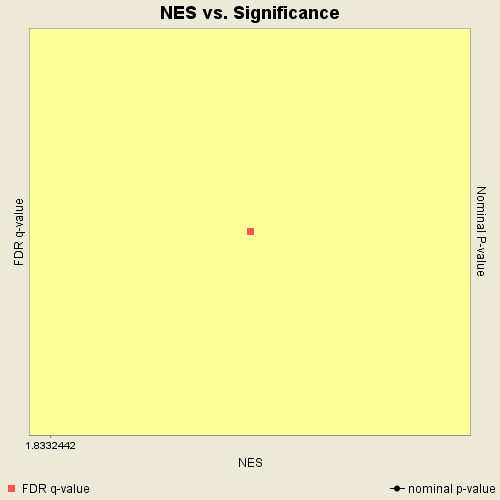 NES vs. Significance
FDR q-value
Nominal P-value
1.8332442
NES
FDR q-value
nominal p-value